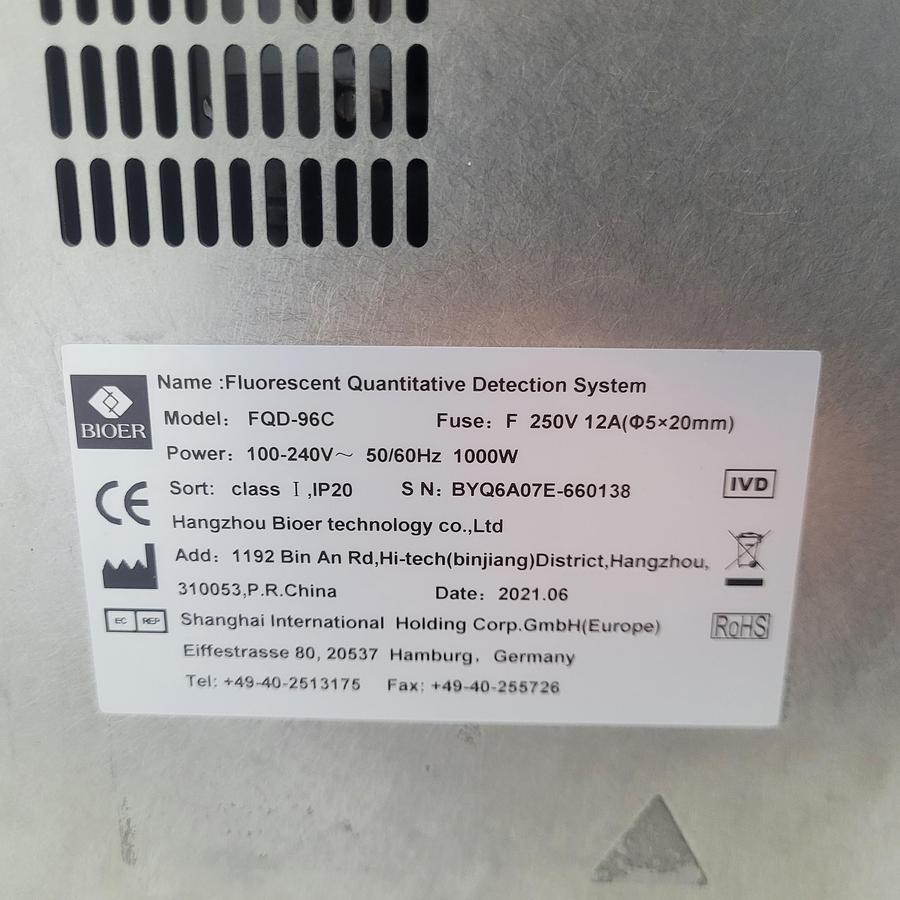 BIOER
Name :Fluorescent Quantitative Detection System
Model: FQD-96C Fuse: F 250V 12A(Φ5×20mm)
Power: 100-240V～ 50/60Hz 1000W
Sort: class Ⅰ,IP20 S N: BYQ6A07E-660138
IVD
Hangzhou Bioer technology co.,Ltd
Add: 1192 Bin An Rd,Hi-tech(binjiang)District,Hangzhou,
310053,P.R.China Date: 2021.06
EC REP
Shanghai International Holding Corp.GmbH(Europe)
RoHS
Eiffestrasse 80, 20537 Hamburg, Germany
Tel: +49-40-2513175 Fax: +49-40-255726